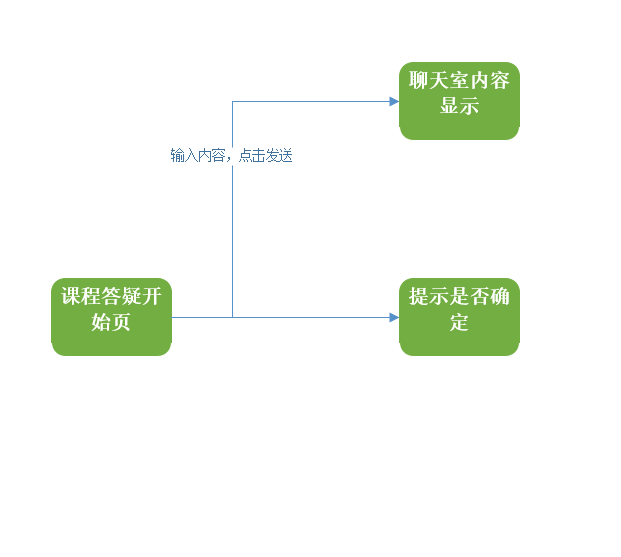 聊天室内容
显示
输入内容，点击发送
课程答疑开
始页
提示是否确
定